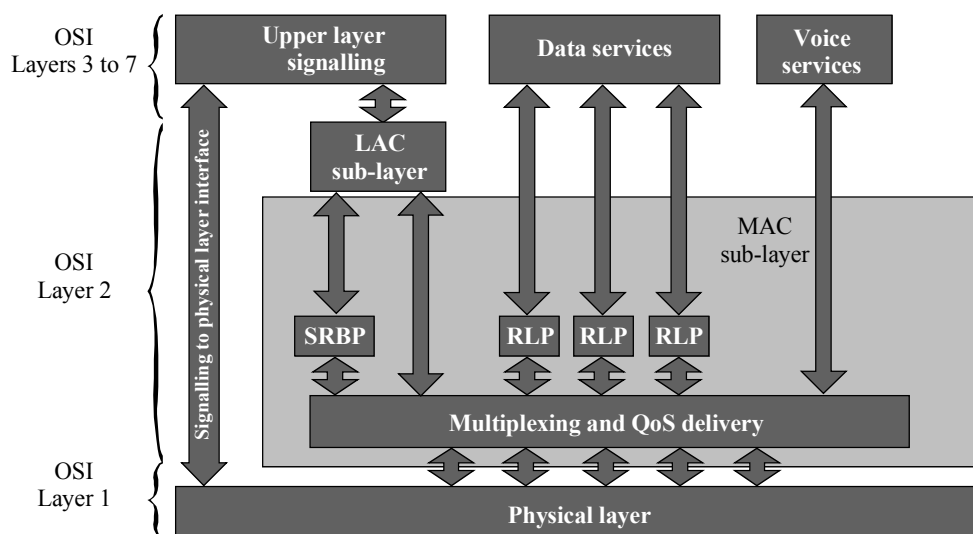 OSI
Layers 3 to 7
Upper layer
signalling
Data services
Voice
services
LAC
sub-layer
Signalling to physical layer interface
MAC
sub-layer
OSI
Layer 2
SRBP
RLP
RLP
RLP
Multiplexing and QoS delivery
OSI
Layer 1
Physical layer